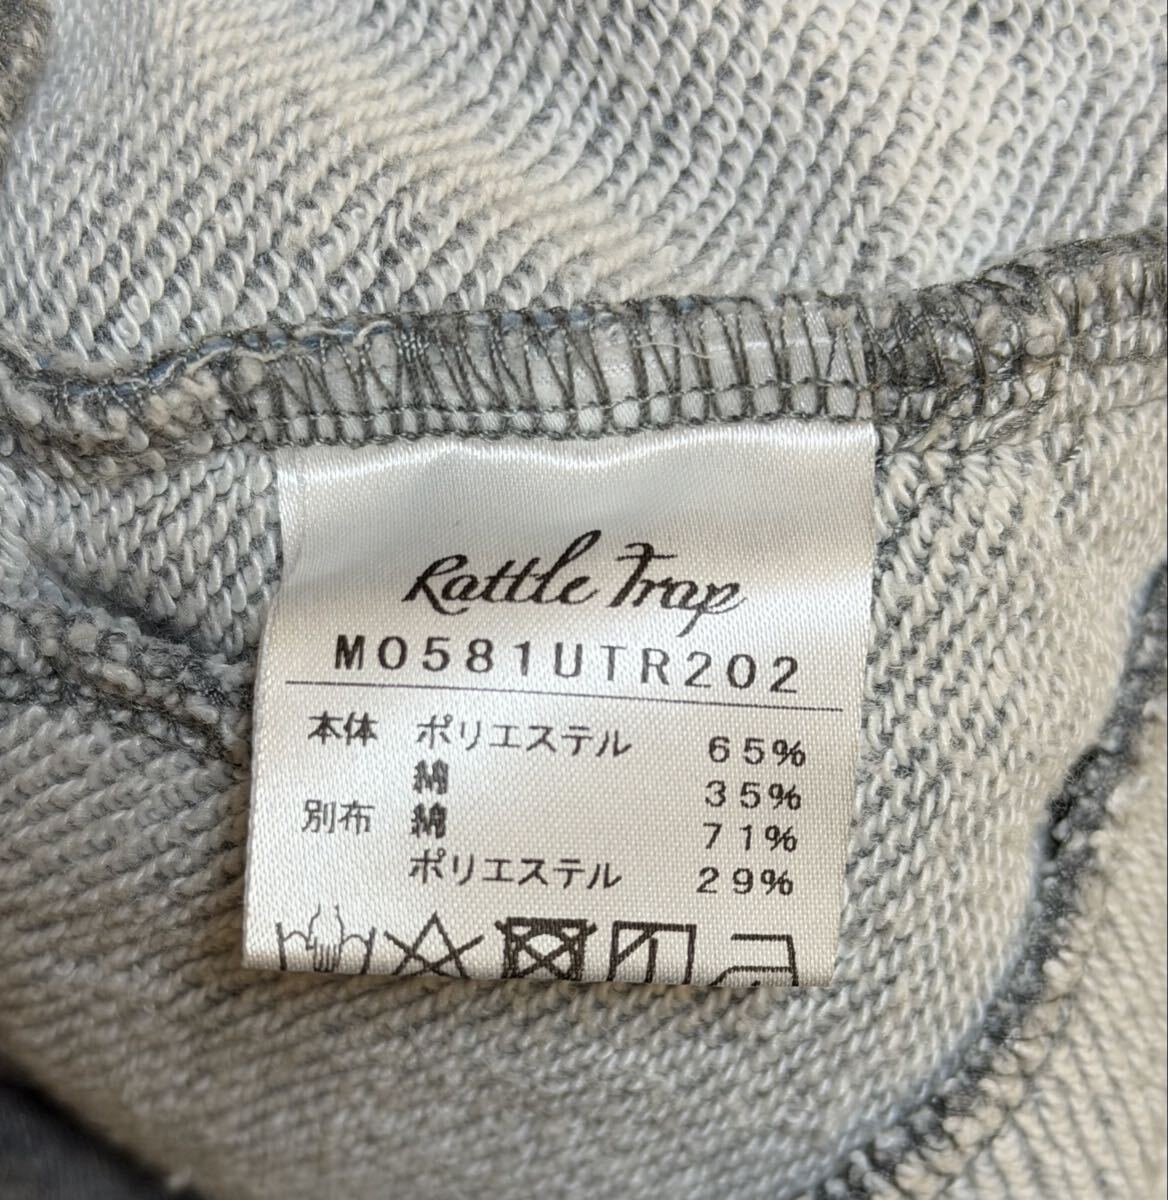 Rattle Trap
MO581UTR202
本体 ポリエステル 65%
綿 35%
別布 綿 71%
ポリエステル 29%